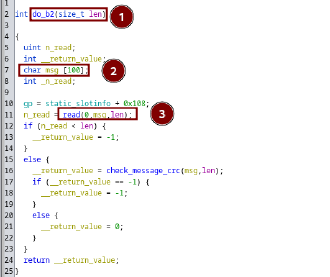 1
2 int do_b2(size_t len) 1
3
4 {
5 uint n_read;
6 int __return_value;
7 char msg [100]; 2
8 int _n_read;
9
10 gp = static_slotinfo + 0x108;
11 n_read = read(0,msg,len); 3
12 if (n_read < len) {
13 __return_value = -1;
14 }
15 else {
16 __return_value = check_message_crc(msg,len);
17 if (__return_value == -1) {
18 __return_value = -1;
19 }
20 else {
21 __return_value = 0;
22 }
23 }
24 return __return_value;
25 }